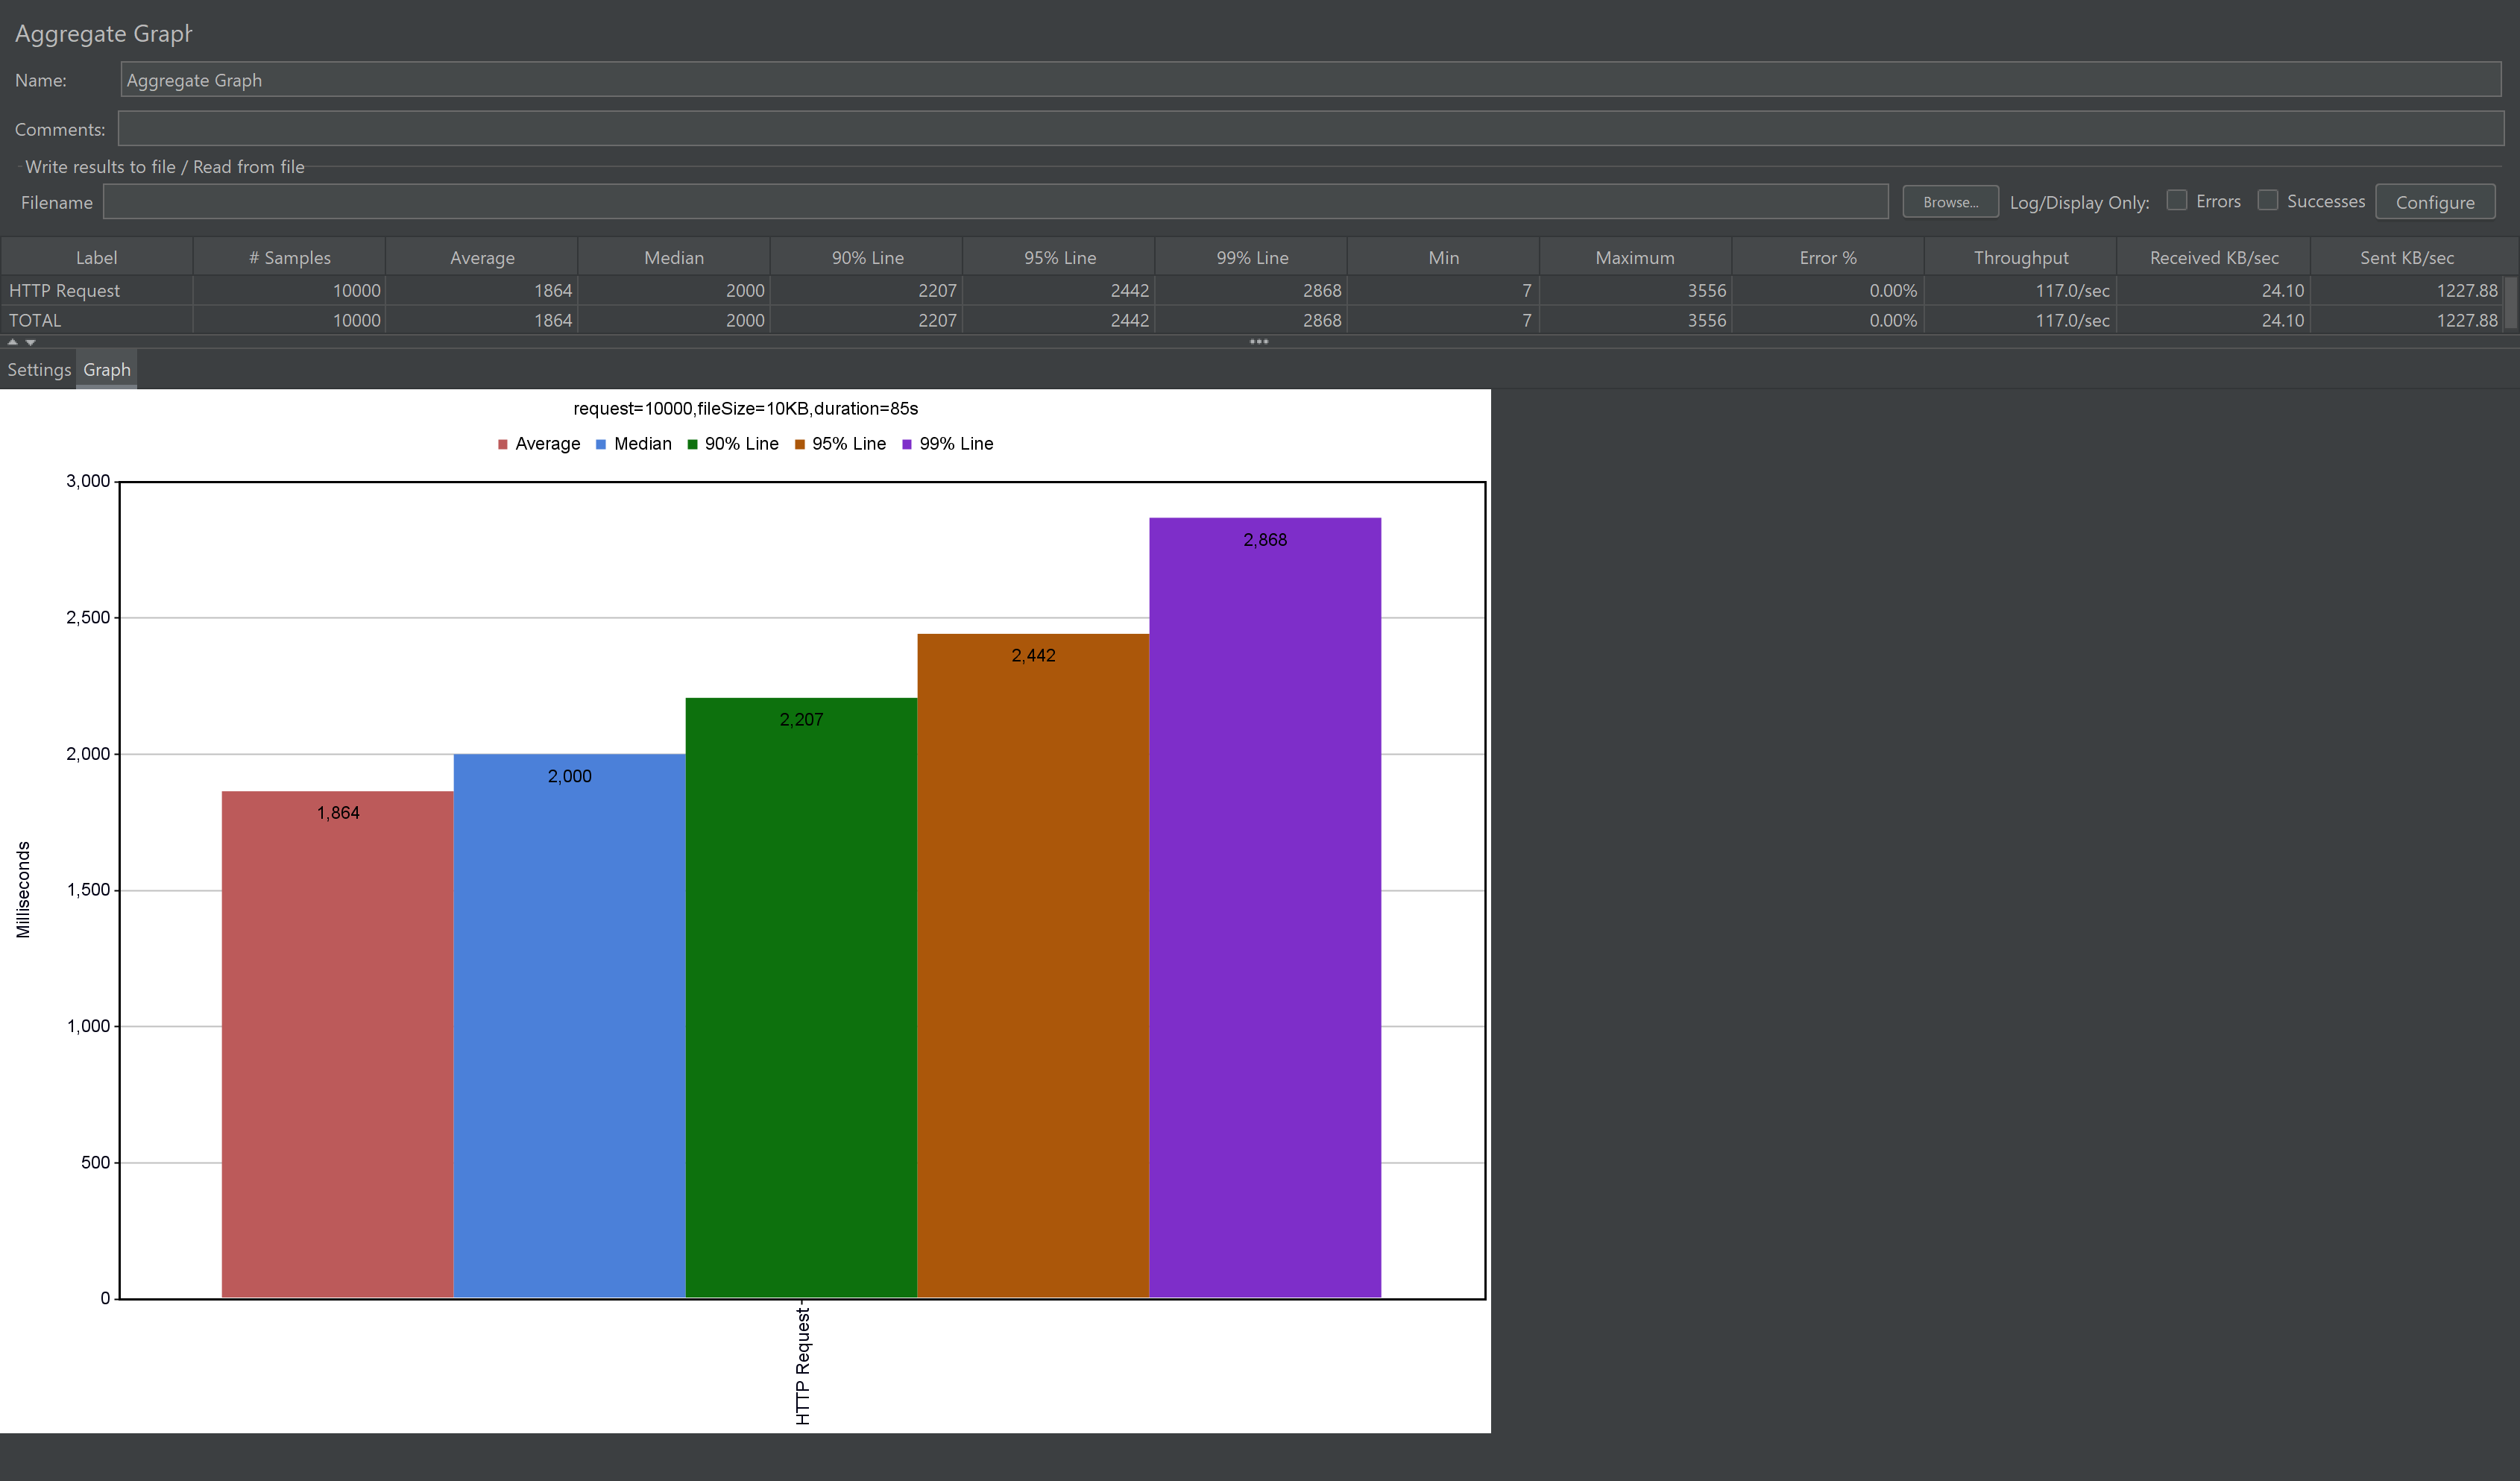 Aggregate Graph
Name: Aggregate Graph
Comments:
Write results to file / Read from file
Filename Browse... Log/Display Only: Errors Successes Configure
Label # Samples Average Median 90% Line 95% Line 99% Line Min Maximum Error % Throughput Received KB/sec Sent KB/sec
HTTP Request 10000 1864 2000 2207 2442 2868 7 3556 0.00% 117.0/sec 24.10 1227.88
TOTAL 10000 1864 2000 2207 2442 2868 7 3556 0.00% 117.0/sec 24.10 1227.88
Settings Graph
request=10000,fileSize=10KB,duration=85s
Average Median 90% Line 95% Line 99% Line
3,000
2,868
2,500
2,442
2,207
2,000
2,000
1,864
1,500
Milliseconds
1,000
500
0
HTTP Request